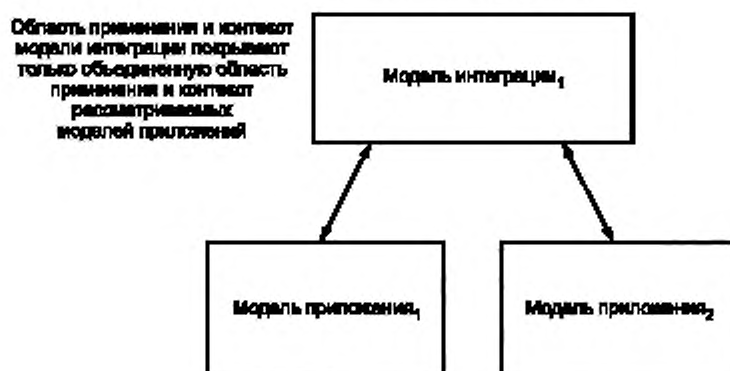 Область применения и контекст
модели интеграции покрывают
только объединенную область
применения и контекст
рассматриваемых
моделей приложений
Модель интеграции₁
Модель приложения₁
Модель приложения₂